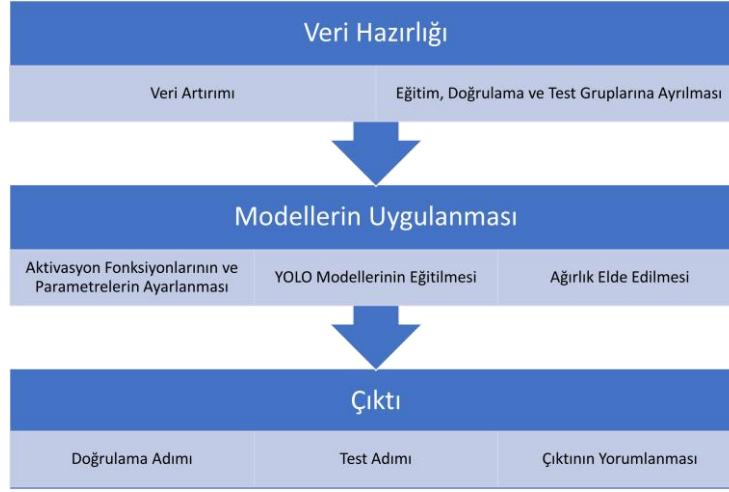 Veri Hazırlığı
Veri Artırımı
Eğitim, Doğrulama ve Test Gruplarına Ayrılması
Modellerin Uygulanması
Aktivasyon Fonksiyonlarının ve
Parametrelerin Ayarlanması
YOLO Modellerinin Eğitilmesi
Ağırlık Elde Edilmesi
Çıktı
Doğrulama Adımı
Test Adımı
Çıktının Yorumlanması